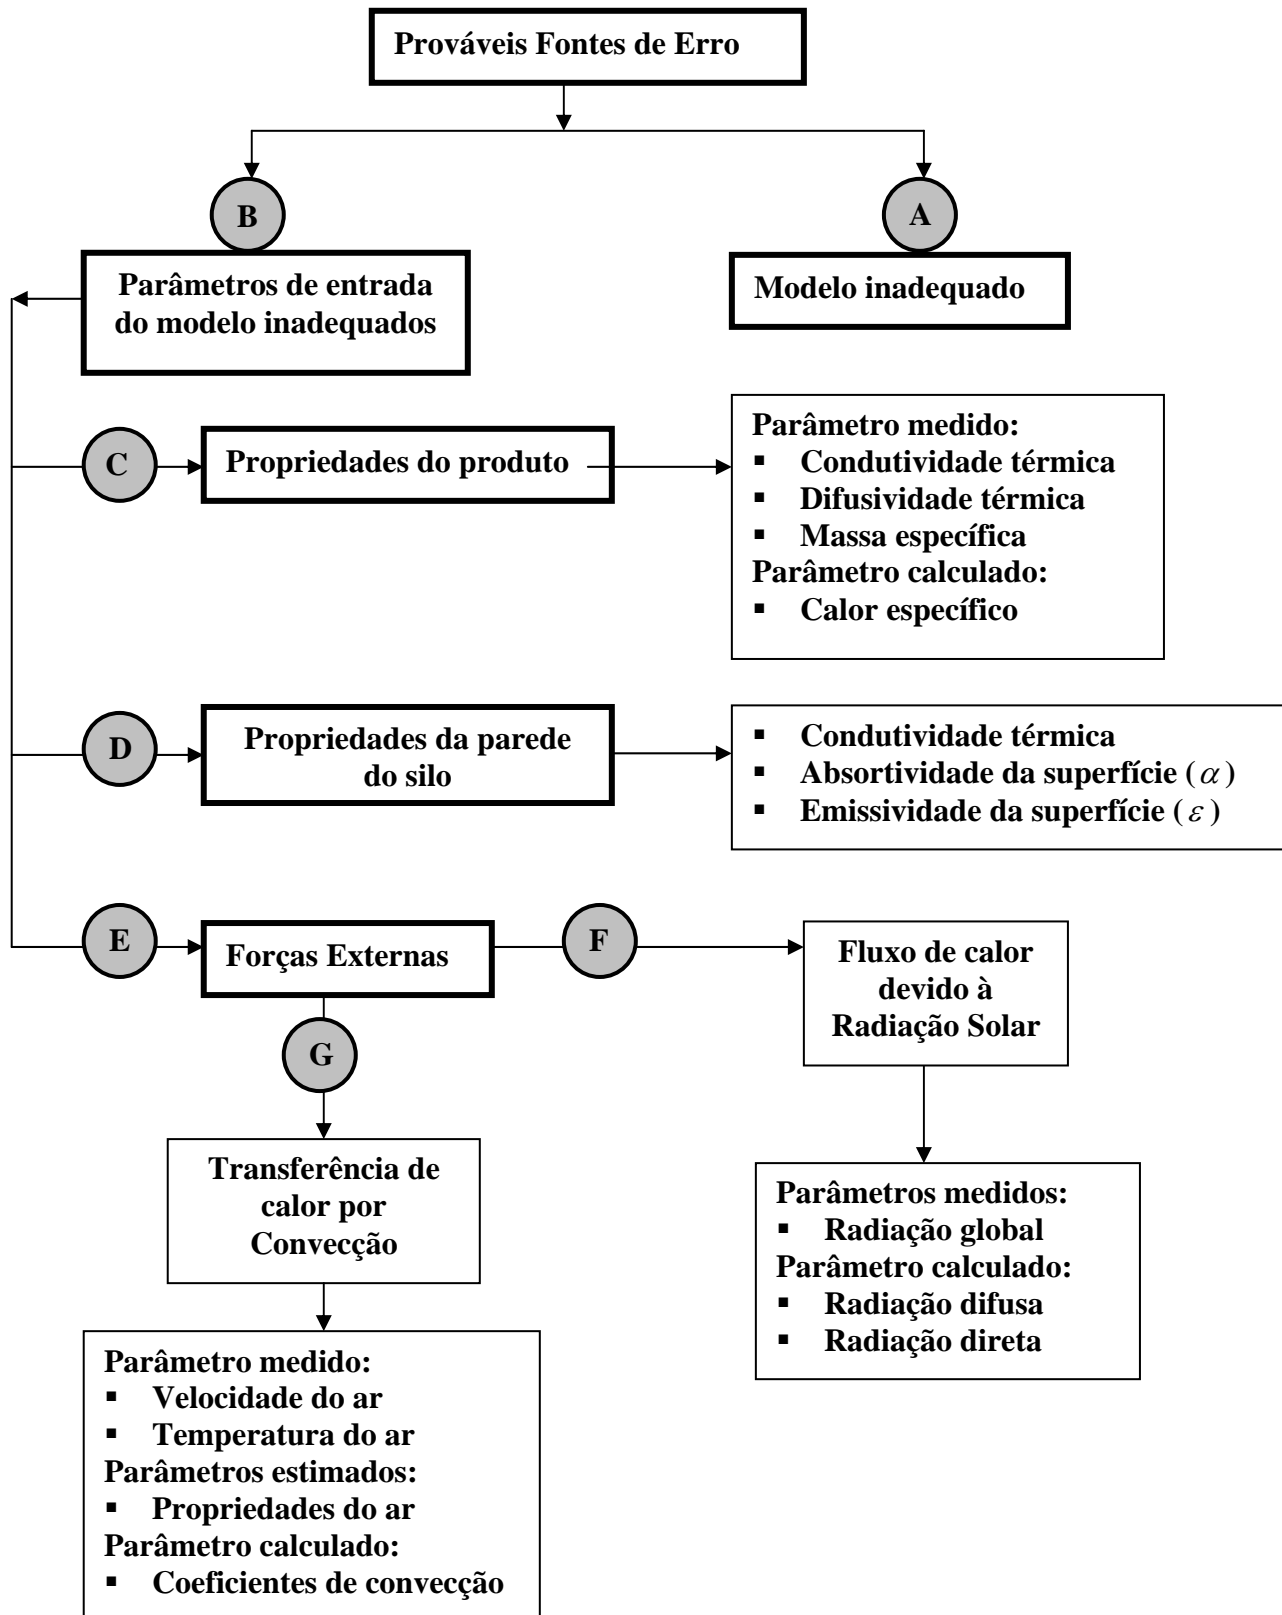 Prováveis Fontes de Erro
B
A
Parâmetros de entrada
do modelo inadequados
Modelo inadequado
C
Propriedades do produto
Parâmetro medido:
▪ Condutividade térmica
▪ Difusividade térmica
▪ Massa específica
Parâmetro calculado:
▪ Calor específico
D
Propriedades da parede
do silo
▪ Condutividade térmica
▪ Absortividade da superfície ( α )
▪ Emissividade da superfície ( ε )
E
Forças Externas
F
Fluxo de calor
devido à
Radiação Solar
G
Transferência de
calor por
Convecção
Parâmetros medidos:
▪ Radiação global
Parâmetro calculado:
▪ Radiação difusa
▪ Radiação direta
Parâmetro medido:
▪ Velocidade do ar
▪ Temperatura do ar
Parâmetros estimados:
▪ Propriedades do ar
Parâmetro calculado:
▪ Coeficientes de convecção